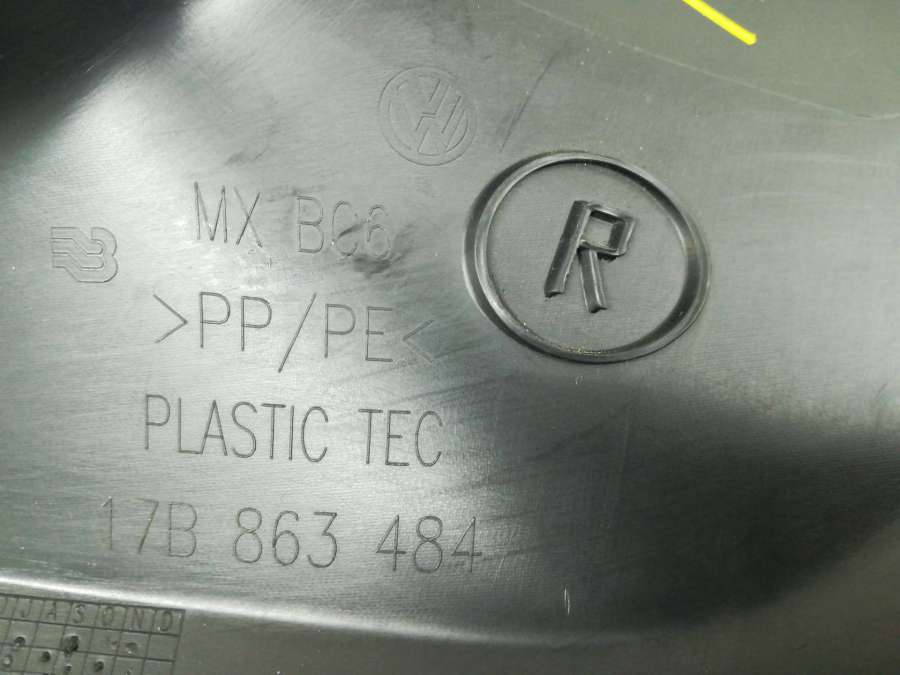 MX BC6
R
>PP/PE<
PLASTIC TEC
17B 863 484
J A S O N D